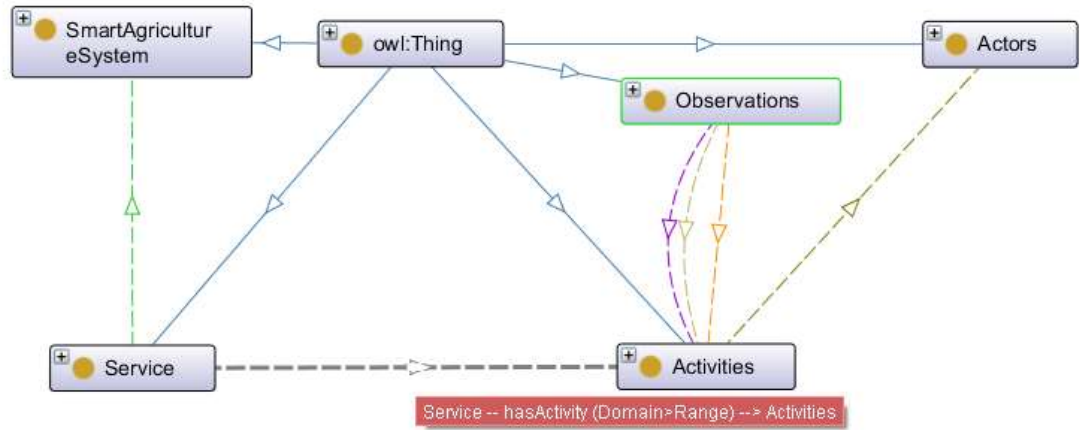 SmartAgricultur
eSystem
owl:Thing
Actors
Observations
Service
Activities
Service -- hasActivity (Domain>Range) --> Activities